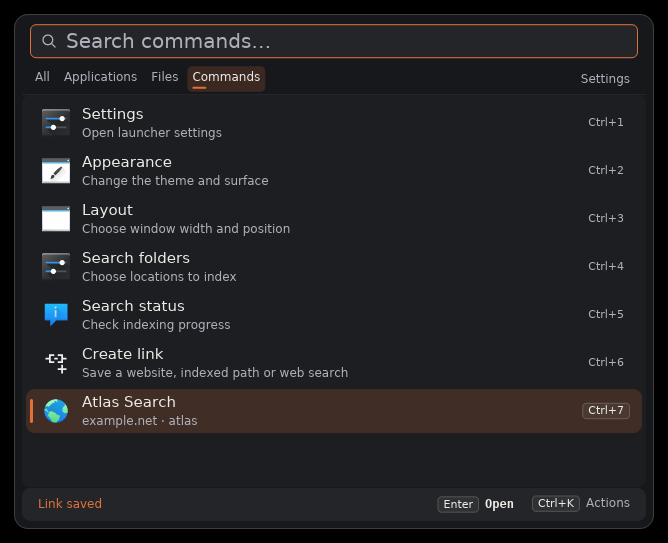 Search commands...
All Applications Files Commands Settings
Settings
Open launcher settings
Ctrl+1
Appearance
Change the theme and surface
Ctrl+2
Layout
Choose window width and position
Ctrl+3
Search folders
Choose locations to index
Ctrl+4
Search status
Check indexing progress
Ctrl+5
Create link
Save a website, indexed path or web search
Ctrl+6
Atlas Search
example.net · atlas
Ctrl+7
Link saved Enter Open Ctrl+K Actions